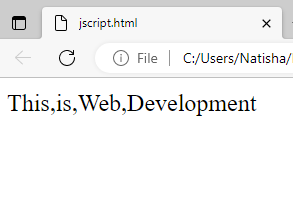 jscript.html
File
C:/Users/Natisha/
This,is,Web,Development